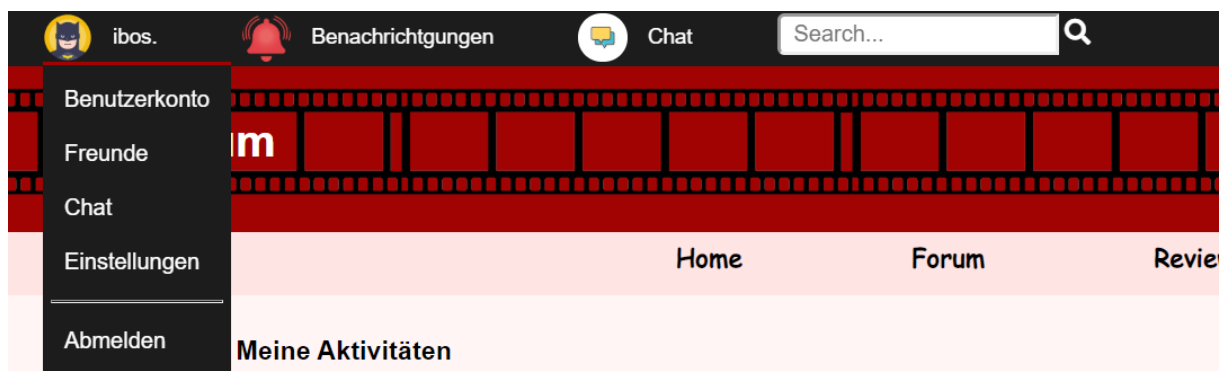 ibos. Benachrichtgungen Chat Search...
Benutzerkonto
um
Freunde
Chat
Einstellungen
Home Forum Revie
Abmelden
Meine Aktivitäten